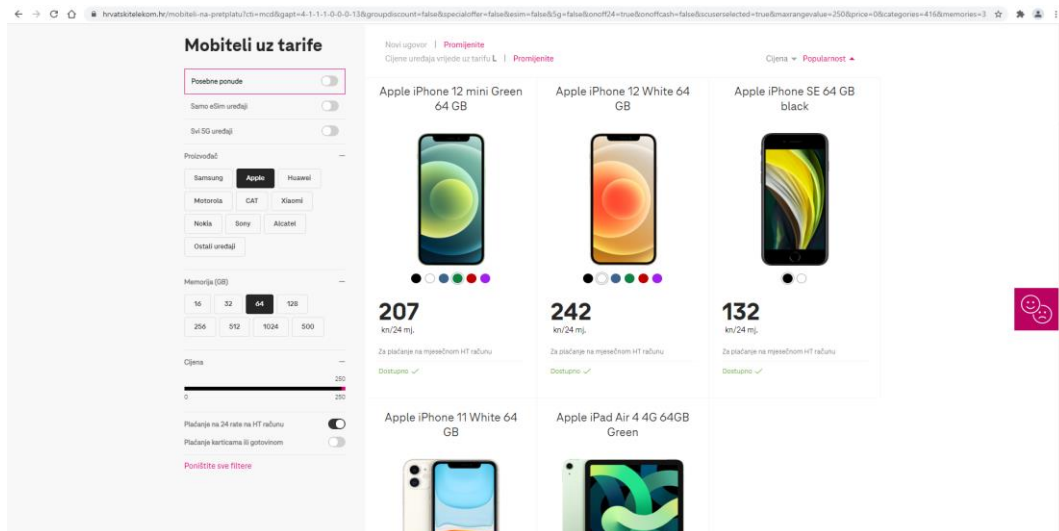 hrvatskitelekom.hr/mobiteli-na-pretplatu?cti=mcd&gapt=4-1-1-1-0-0-0-13&groupdiscount=false&specialoffer=false&esim=false&5g=false&onoff24=true&onoffcash=false&scuserselected=true&maxrangevalue=250&price=0&categories=416&memories=3
Mobiteli uz tarife
Posebne ponude
Samo eSim uređaji
Svi 5G uređaji
Proizvođač
Samsung Apple Huawei
Motorola CAT Xiaomi
Nokia Sony Alcatel
Ostali uređaji
Memorija (GB)
16 32 64 128
256 512 1024 500
Cijena
250
0 250
Plaćanje na 24 rate na HT računu
Plaćanje karticama ili gotovinom
Poništite sve filtere
Novi ugovor | Promijenite
Cijene uređaja vrijede uz tarifu L | Promijenite
Cijena Popularnost
Apple iPhone 12 mini Green
64 GB
207
kn/24 mj.
Za plaćanje na mjesečnom HT računu
Dostupno
Apple iPhone 12 White 64
GB
242
kn/24 mj.
Za plaćanje na mjesečnom HT računu
Dostupno
Apple iPhone SE 64 GB
black
132
kn/24 mj.
Za plaćanje na mjesečnom HT računu
Dostupno
Apple iPhone 11 White 64
GB
Apple iPad Air 4 4G 64GB
Green